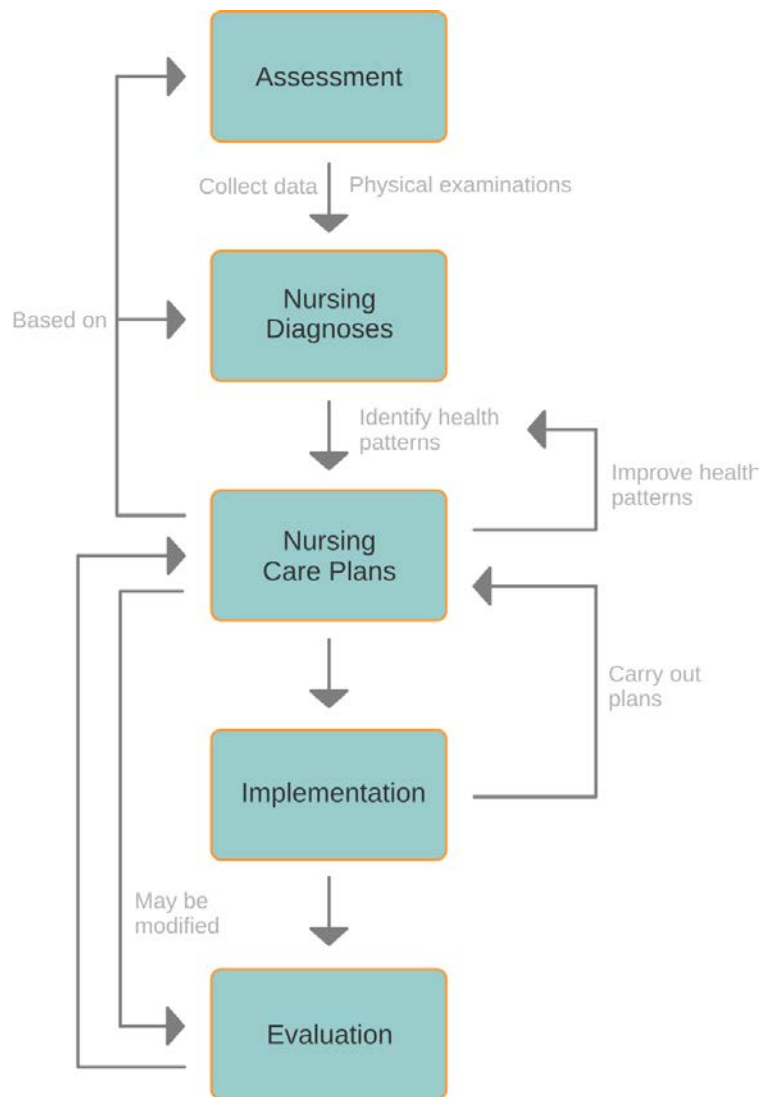 Assessment
Collect data
Physical examinations
Nursing
Diagnoses
Based on
Identify health
patterns
Improve health
patterns
Nursing
Care Plans
Carry out
plans
Implementation
May be
modified
Evaluation